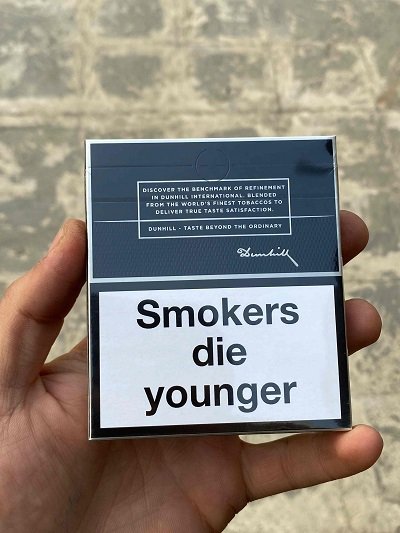 DISCOVER THE BENCHMARK OF REFINEMENT
IN DUNHILL INTERNATIONAL. BLENDED
FROM THE WORLD'S FINEST TOBACCOS TO
DELIVER TRUE TASTE SATISFACTION.
DUNHILL - TASTE BEYOND THE ORDINARY
Dunhill
Smokers
die
younger